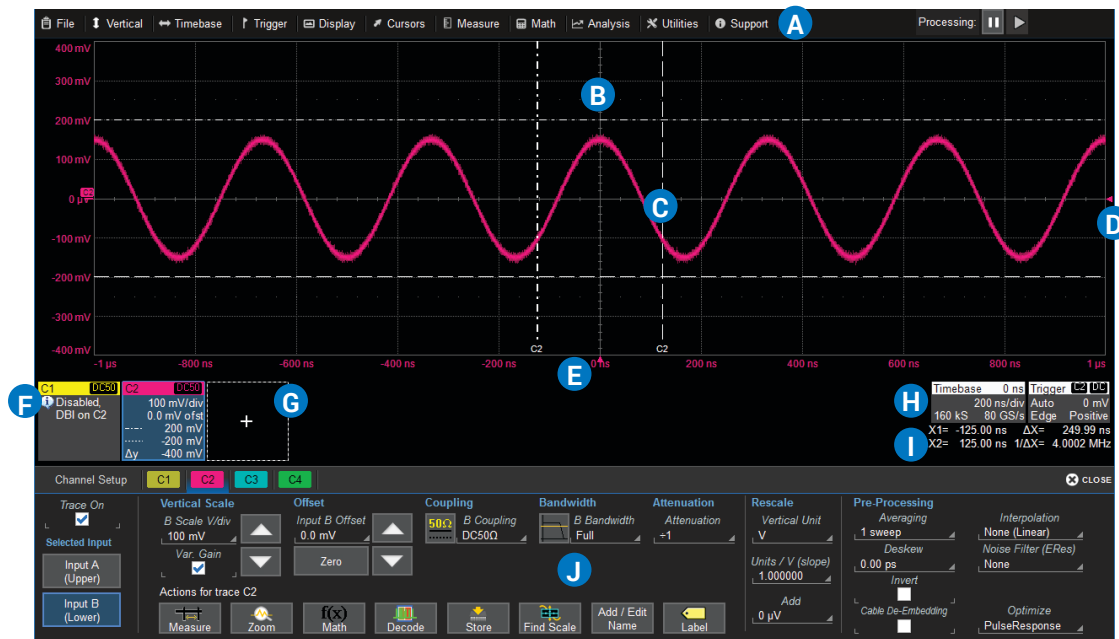 File Vertical Timebase Trigger Display Cursors Measure Math Analysis Utilities Support A Processing:
400 mV
300 mV
B
200 mV
100 mV
C2
0 µV
C
D
-100 mV
-200 mV
-300 mV
-400 mV
C2 C2
-1 µs -800 ns -600 ns -400 ns -200 ns E 0 ns 200 ns 400 ns 600 ns 800 ns 1 µs
F
C1 DC50
Disabled,
DBI on C2
C2 DC50
100 mV/div
0.0 mV ofst
200 mV
-200 mV
Δy -400 mV
+
G
H
Timebase 0 ns
200 ns/div
160 kS 80 GS/s
Trigger C2 DC
Auto 0 mV
Edge Positive
I
X1= -125.00 ns ΔX= 249.99 ns
X2= 125.00 ns 1/ΔX= 4.0002 MHz
Channel Setup C1 C2 C3 C4 CLOSE
Trace On
Selected Input
Input A
(Upper)
Input B
(Lower)
Vertical Scale
B Scale V/div
100 mV
Var. Gain
Offset
Input B Offset
0.0 mV
Zero
Coupling
50Ω
B Coupling
DC50Ω
Bandwidth
B Bandwidth
Full
Attenuation
Attenuation
÷1
J
Actions for trace C2
Measure
Zoom
f(x)
Math
Decode
Store
Find Scale
Add / Edit
Name
Label
Rescale
Vertical Unit
V
Units / V (slope)
1.000000
Add
0 µV
Pre-Processing
Averaging
1 sweep
Deskew
0.00 ps
Invert
Cable De-Embedding
Interpolation
None (Linear)
Noise Filter (ERes)
None
Optimize
PulseResponse